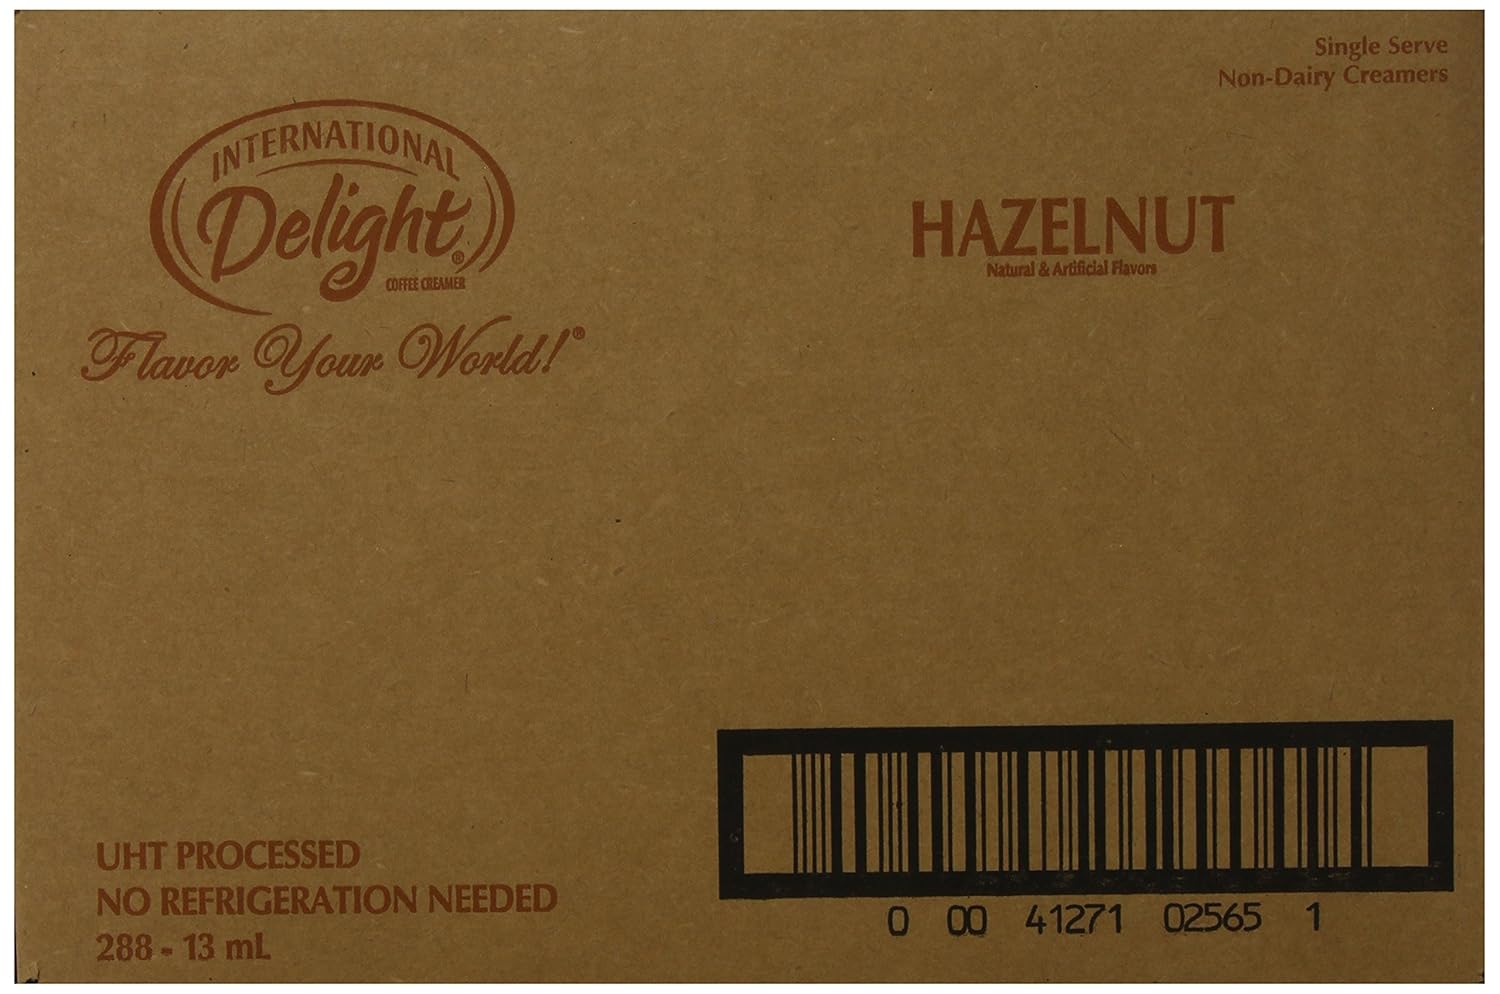 Single Serve
Non-Dairy Creamers
INTERNATIONAL
Delight®
COFFEE CREAMER
Flavor Your World!®
HAZELNUT
Natural & Artificial Flavors
UHT PROCESSED
NO REFRIGERATION NEEDED
288 - 13 mL
0 00 41271 02565 1